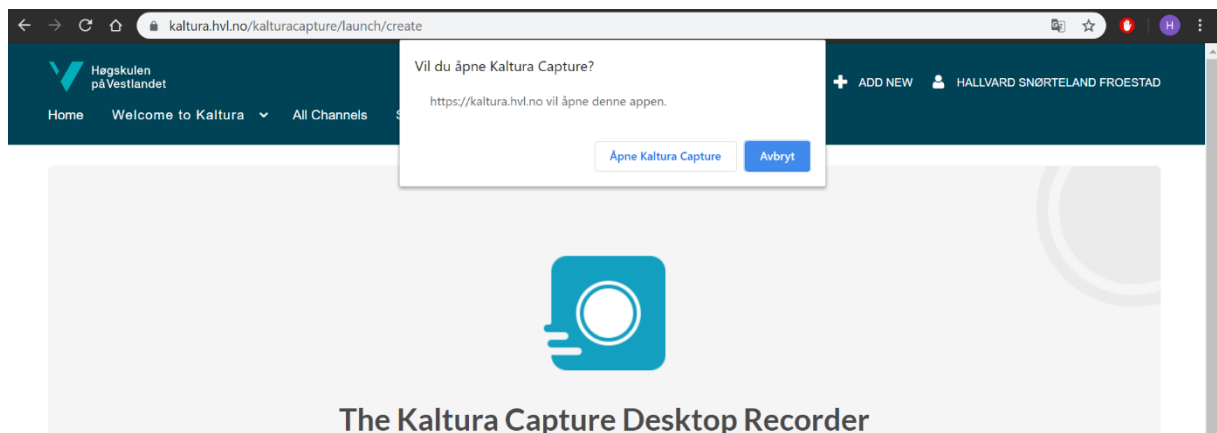 kaltura.hvl.no/kalturacapture/launch/create
H
Høgskulen
på Vestlandet
Vil du åpne Kaltura Capture?
https://kaltura.hvl.no vil åpne denne appen.
Åpne Kaltura Capture Avbryt
ADD NEW HALLVARD SNØRTELAND FROESTAD
Home Welcome to Kaltura All Channels
The Kaltura Capture Desktop Recorder